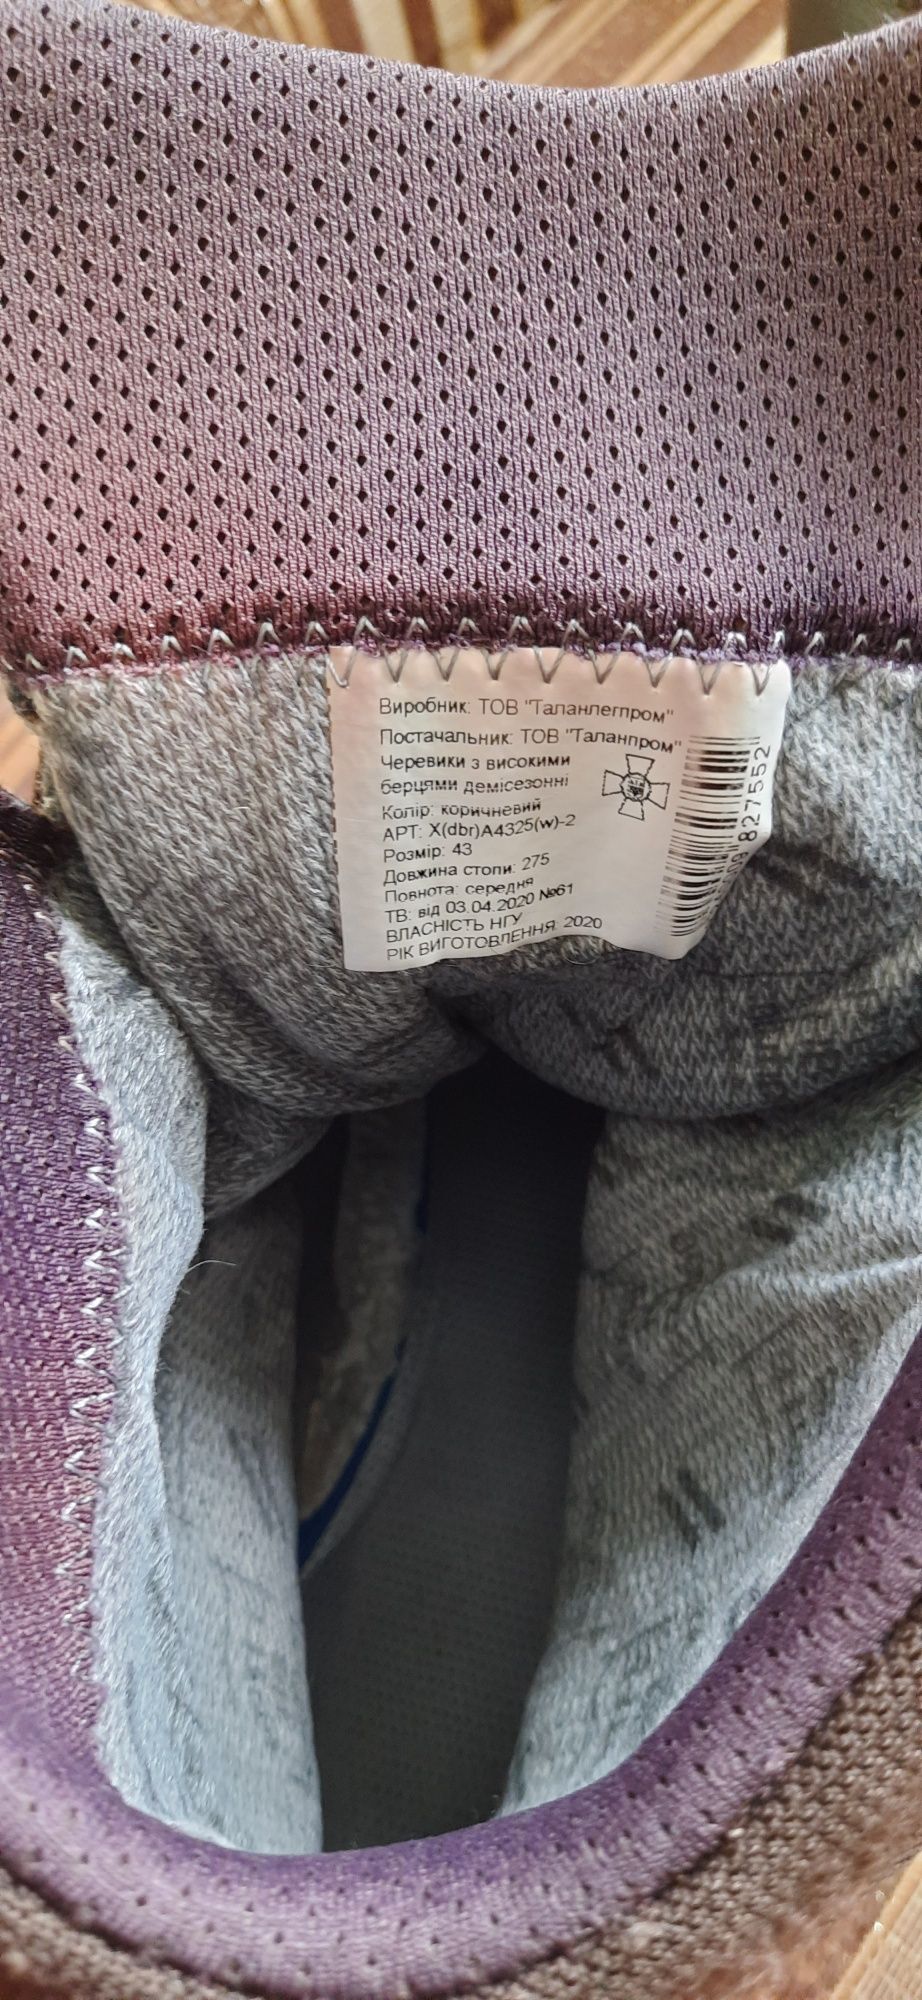 Виробник: ТОВ "Таланлегпром"
Постачальник: ТОВ "Таланпром"
Черевики з високими
берцями демісезонні
Колір: коричневий
АРТ: X(dbr)A4325(w)-2
Розмір: 43
Довжина стопи: 275
Повнота: середня
ТВ: від 03.04.2020 №61
ВЛАСНІСТЬ НГУ
РІК ВИГОТОВЛЕННЯ: 2020
827552